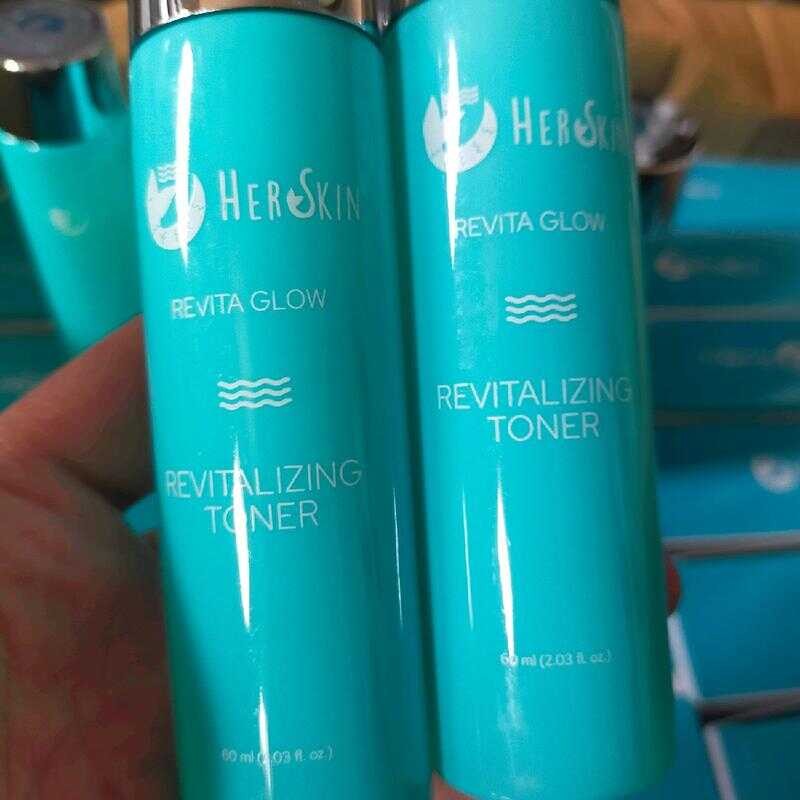 HERSKIN
REVITA GLOW
REVITALIZING
TONER
60 ml (2.03 fl. oz.)
HERSKIN
REVITA GLOW
REVITALIZING
TONER
60 ml (2.03 fl. oz.)